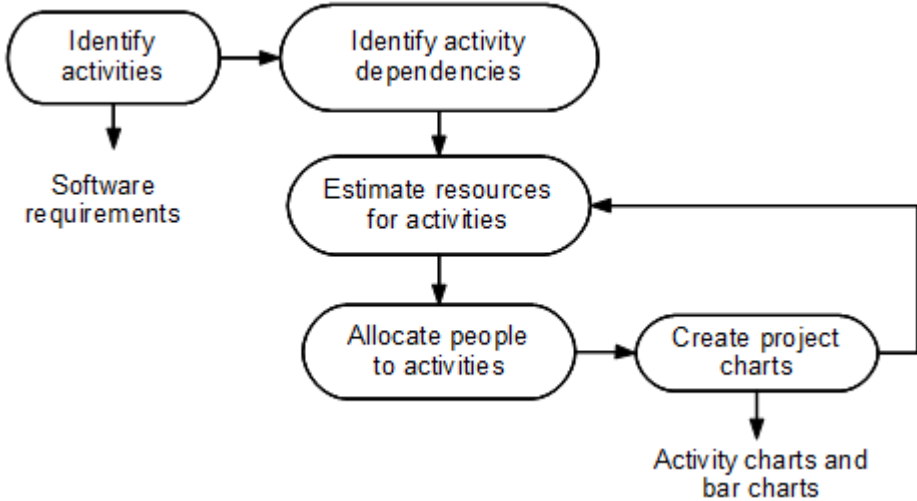 Identify
activities
Identify activity
dependencies
Software
requirements
Estimate resources
for activities
Allocate people
to activities
Create project
charts
Activity charts and
bar charts